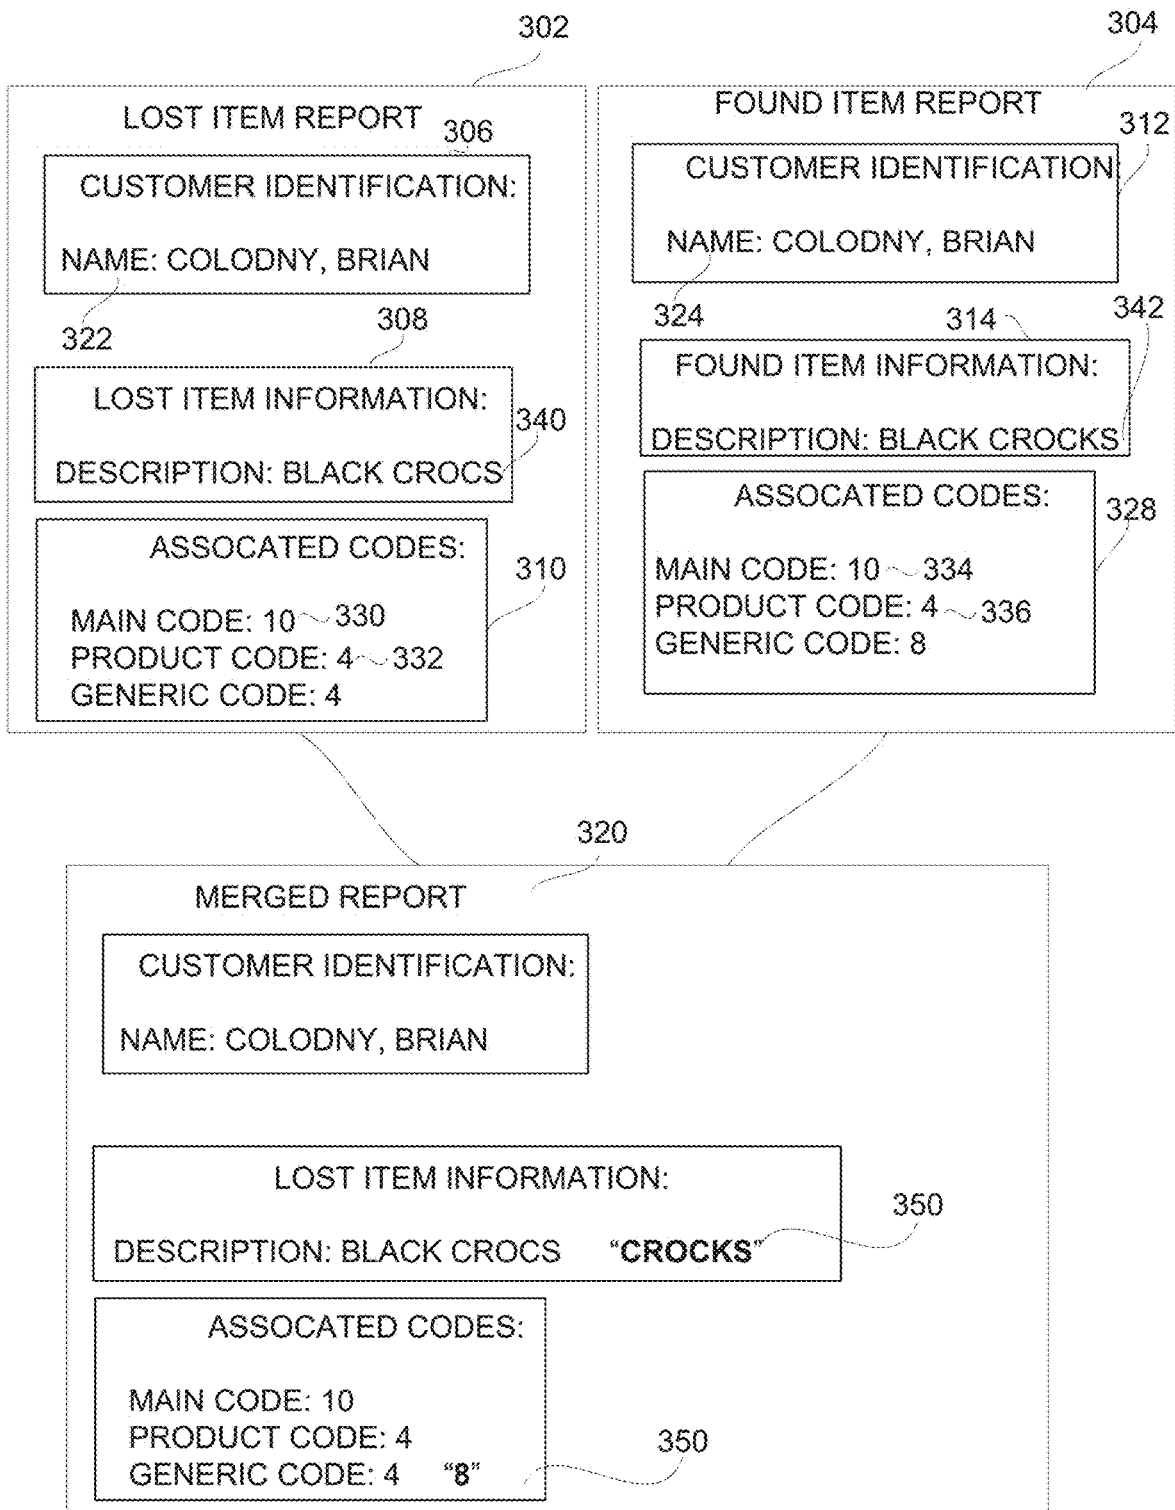 302
304
LOST ITEM REPORT
306
CUSTOMER IDENTIFICATION:
NAME: COLODNY, BRIAN
322
308
LOST ITEM INFORMATION:
340
DESCRIPTION: BLACK CROCS
ASSOCATED CODES:
310
MAIN CODE: 10 330
PRODUCT CODE: 4 332
GENERIC CODE: 4
FOUND ITEM REPORT
312
CUSTOMER IDENTIFICATION
NAME: COLODNY, BRIAN
324
314
342
FOUND ITEM INFORMATION:
DESCRIPTION: BLACK CROCKS
ASSOCATED CODES:
328
MAIN CODE: 10 334
PRODUCT CODE: 4 336
GENERIC CODE: 8
320
MERGED REPORT
CUSTOMER IDENTIFICATION:
NAME: COLODNY, BRIAN
LOST ITEM INFORMATION:
350
DESCRIPTION: BLACK CROCS "CROCKS"
ASSOCATED CODES:
MAIN CODE: 10
PRODUCT CODE: 4
350
GENERIC CODE: 4 "8"